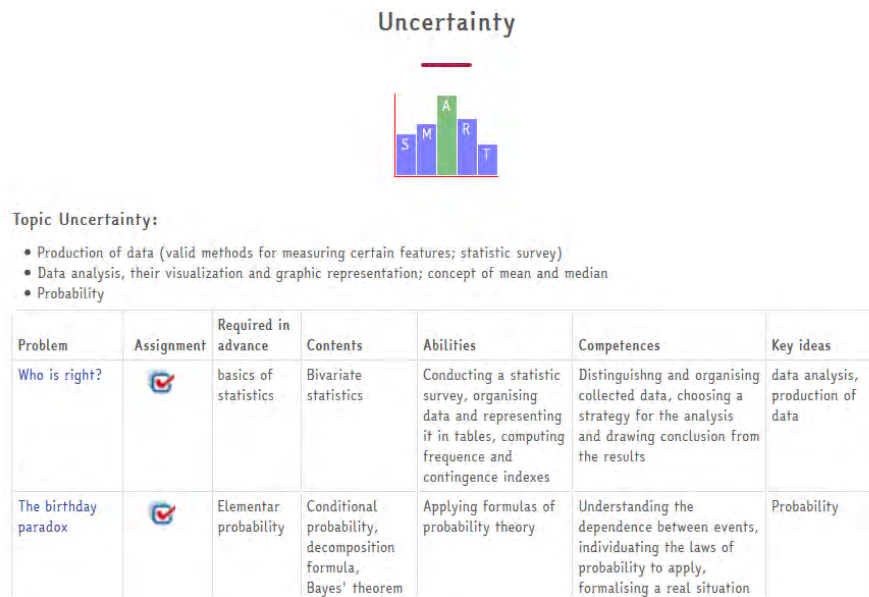 Uncertainty
S M A R T
Topic Uncertainty:
• Production of data (valid methods for measuring certain features; statistic survey)
• Data analysis, their visualization and graphic representation; concept of mean and median
• Probability
Problem
Assignment
Required in
advance
Contents
Abilities
Competences
Key ideas
Who is right?
basics of
statistics
Bivariate
statistics
Conducting a statistic
survey, organising
data and representing
it in tables, computing
frequence and
contingence indexes
Distinguishng and organising
collected data, choosing a
strategy for the analysis
and drawing conclusion from
the results
data analysis,
production of
data
The birthday
paradox
Elementar
probability
Conditional
probability,
decomposition
formula,
Bayes' theorem
Applying formulas of
probability theory
Understanding the
dependence between events,
individuating the laws of
probability to apply,
formalising a real situation
Probability